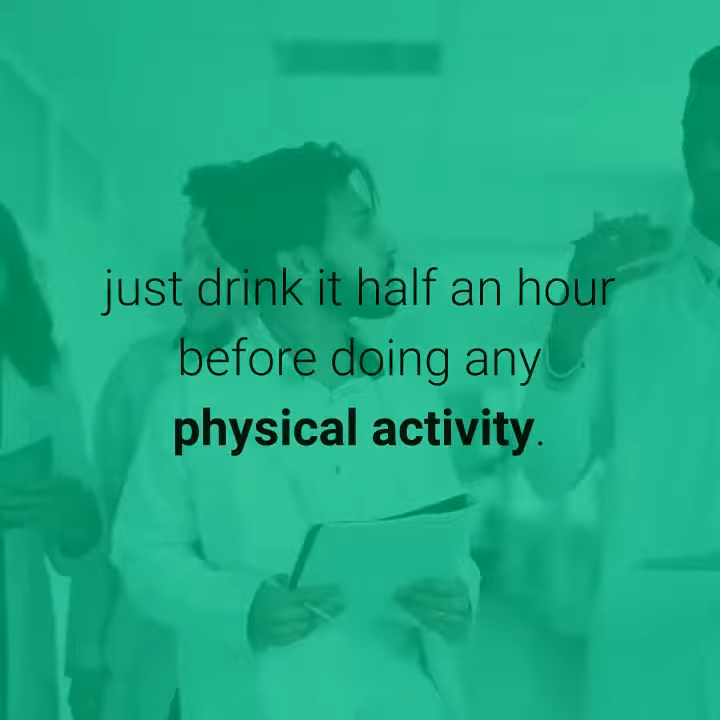 just drink it half an hour
before doing any
physical activity.